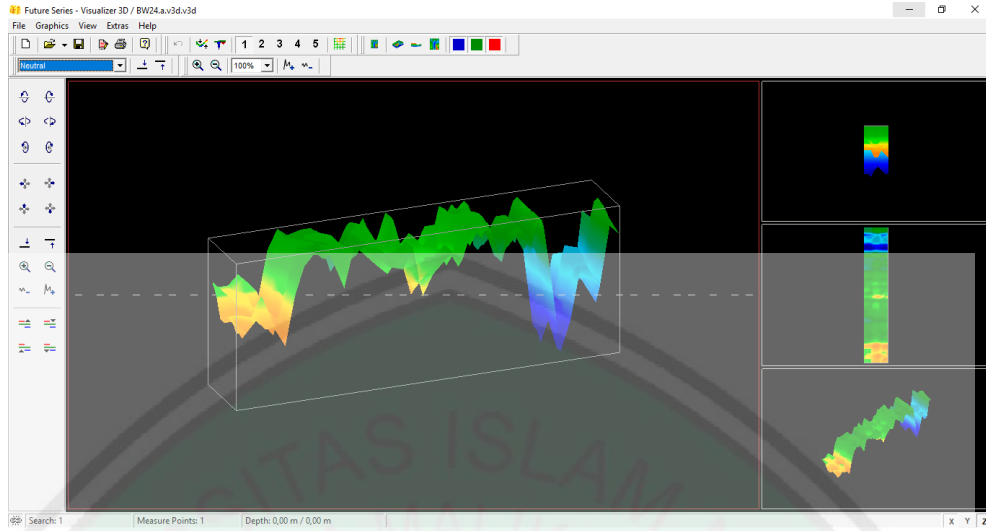 Future Series - Visualizer 3D / BW24.a.v3d.v3d
File Graphics View Extras Help
1 2 3 4 5
Neutral 100% M+
M+
SITAS ISLAM
Search: 1 Measure Points: 1 Depth: 0,00 m / 0,00 m X Y Z